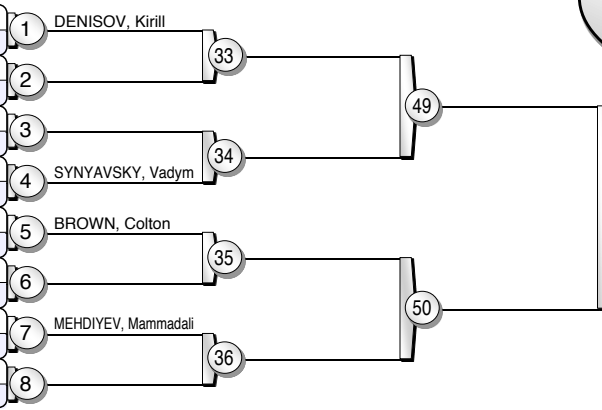 1 DENISOV, Kirill
33
2
49
3
34
4 SYNYAVSKY, Vadym
5 BROWN, Colton
35
6
50
7 MEHDIYEV, Mammadali
36
8